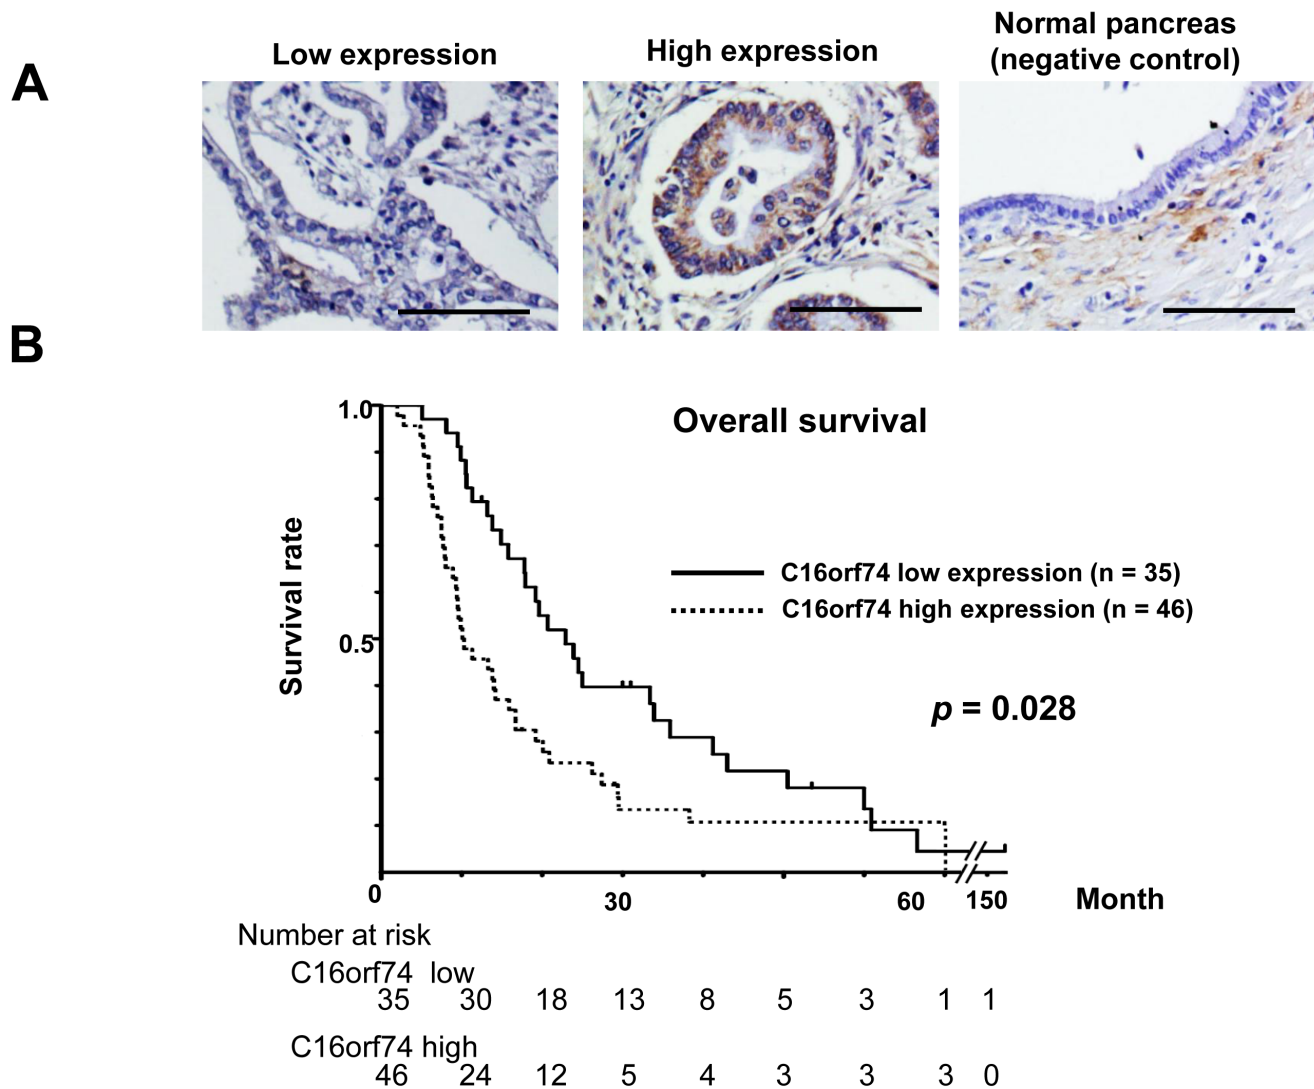 A
Low expression
High expression
Normal pancreas
(negative control)
B
Overall survival
Survival rate
1.0
0.5
C16orf74 low expression (n = 35)
C16orf74 high expression (n = 46)
p = 0.028
0 30 60 150 Month
Number at risk
C16orf74 low
35 30 18 13 8 5 3 1 1
C16orf74 high
46 24 12 5 4 3 3 3 0